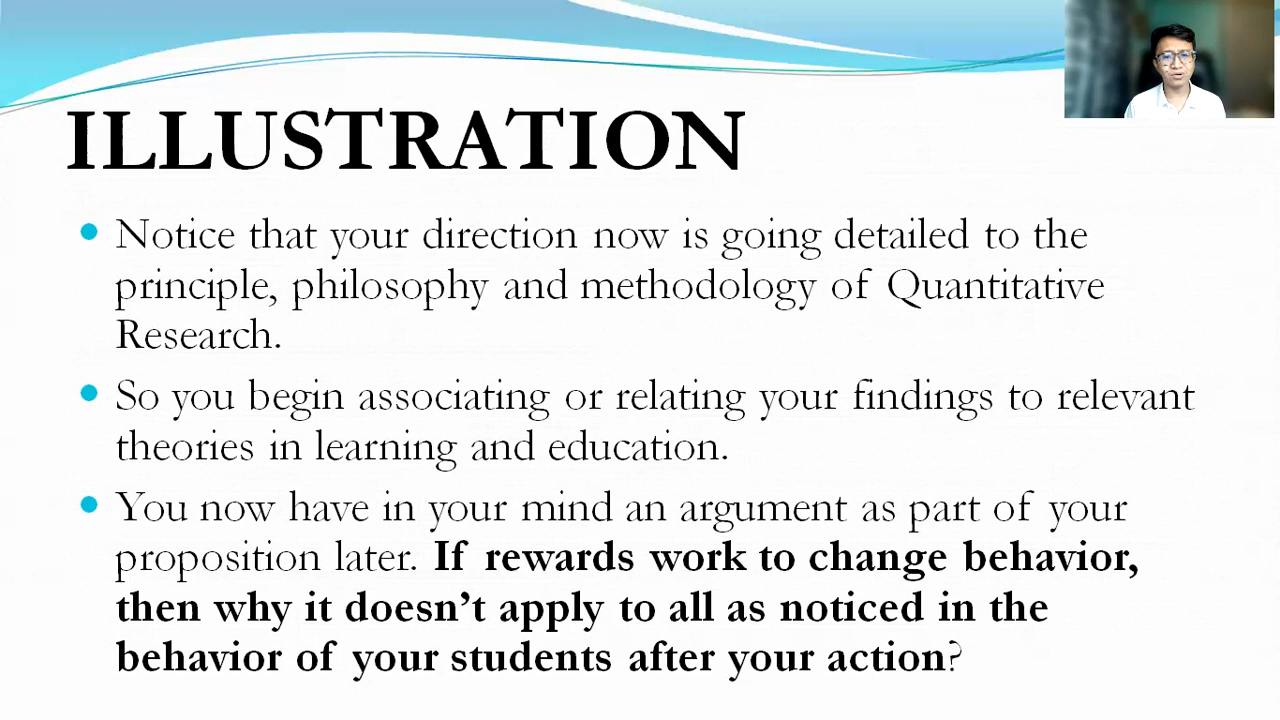 ILLUSTRATION
Notice that your direction now is going detailed to the
principle, philosophy and methodology of Quantitative
Research.
So you begin associating or relating your findings to relevant
theories in learning and education.
You now have in your mind an argument as part of your
proposition later. If rewards work to change behavior,
then why it doesn’t apply to all as noticed in the
behavior of your students after your action?